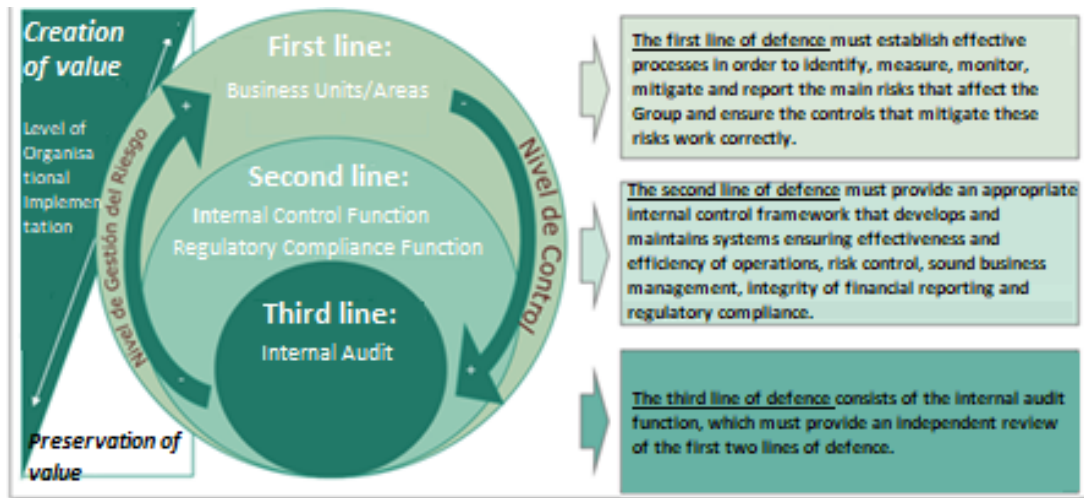 Creation
of value
Level of
Organisa
tional
Implemen
tation
Preservation of
value
Nivel de Gestión del Riesgo
+
-
First line:
Business Units/Areas
Second line:
Internal Control Function
Regulatory Compliance Function
Third line:
Internal Audit
Nivel de Control
-
+
The first line of defence must establish effective
processes in order to identify, measure, monitor,
mitigate and report the main risks that affect the
Group and ensure the controls that mitigate these
risks work correctly.
The second line of defence must provide an appropriate
internal control framework that develops and
maintains systems ensuring effectiveness and
efficiency of operations, risk control, sound business
management, integrity of financial reporting and
regulatory compliance.
The third line of defence consists of the internal audit
function, which must provide an independent review
of the first two lines of defence.